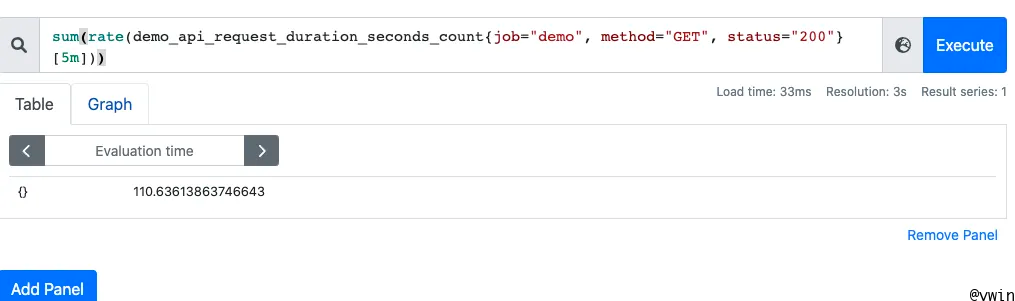 sum(rate(demo_api_request_duration_seconds_count{job="demo", method="GET", status="200"}
[5m]))
Execute
Table
Graph
Load time: 33ms Resolution: 3s Result series: 1
Evaluation time
{} 110.63613863746643
Remove Panel
Add Panel
@ywin